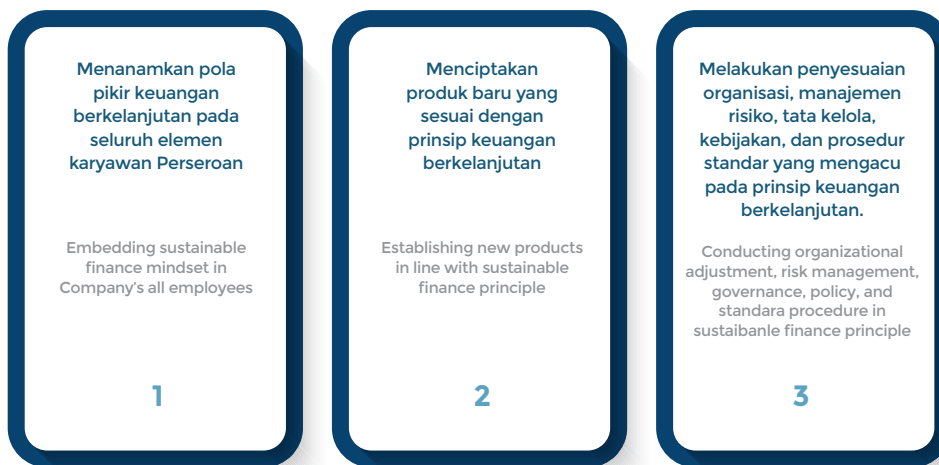 Menanamkan pola
pikir keuangan
berkelanjutan pada
seluruh elemen
karyawan Perseroan
Embedding sustainable
finance mindset in
Company's all employees
1
Menciptakan
produk baru yang
sesuai dengan
prinsip keuangan
berkelanjutan
Establishing new products
in line with sustainable
finance principle
2
Melakukan penyesuaian
organisasi, manajemen
risiko, tata kelola,
kebijakan, dan prosedur
standar yang mengacu
pada prinsip keuangan
berkelanjutan.
Conducting organizational
adjustment, risk management,
governance, policy, and
standara procedure in
sustaibanle finance principle
3